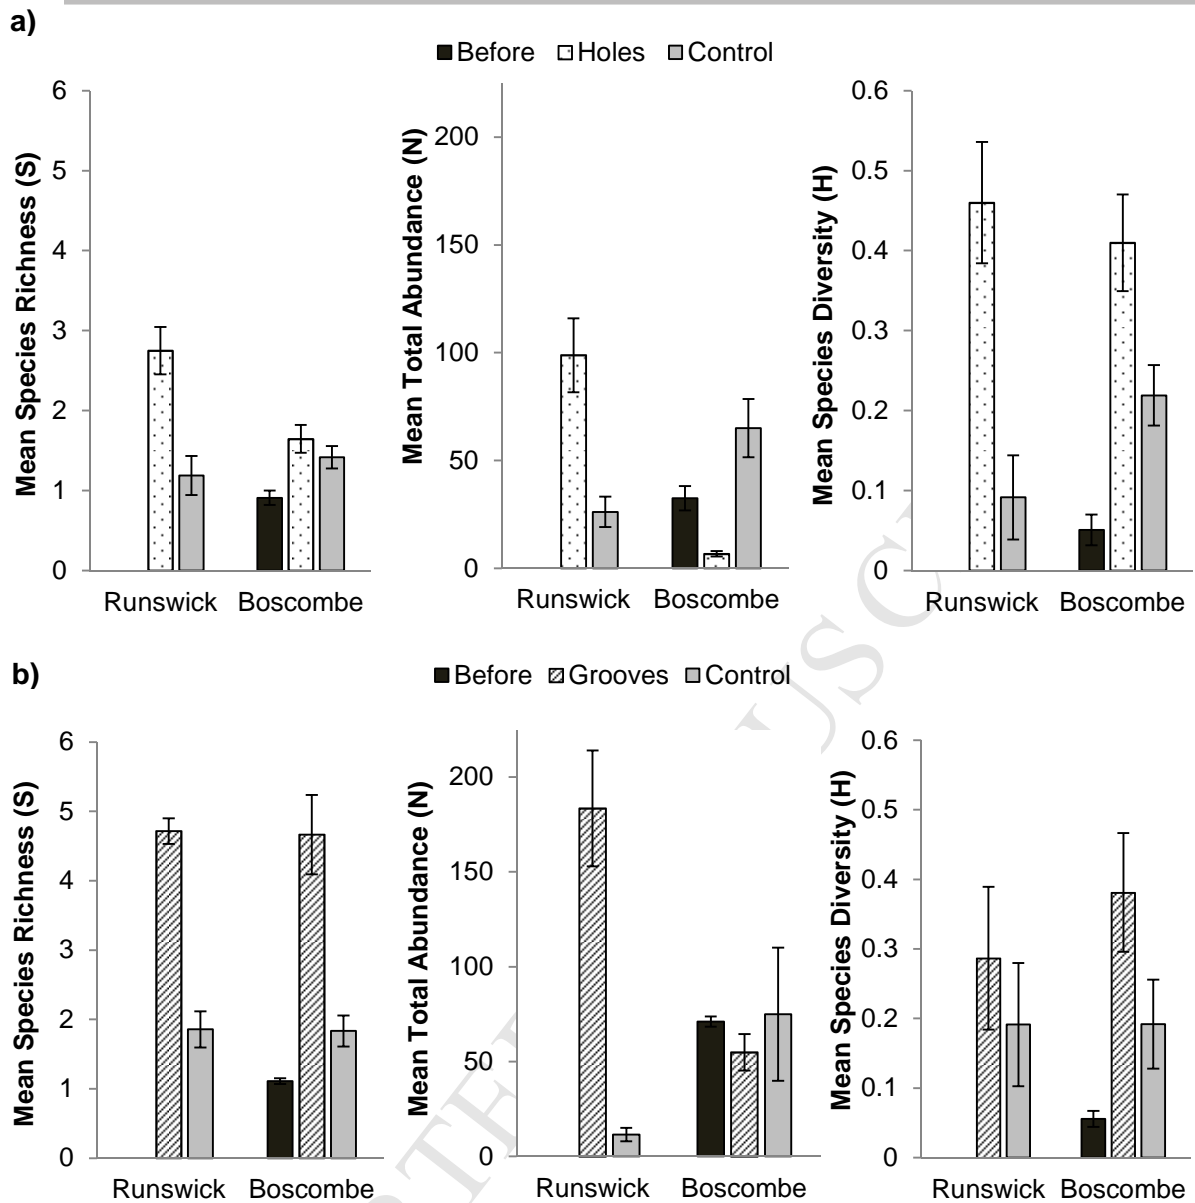 a)
Before Holes Control
Mean Species Richness (S)
6
5
4
3
2
1
0
Runswick Boscombe
Mean Total Abundance (N)
200
150
100
50
0
Runswick Boscombe
Mean Species Diversity (H)
0.6
0.5
0.4
0.3
0.2
0.1
0
Runswick Boscombe
b)
Before Grooves Control
Mean Species Richness (S)
6
5
4
3
2
1
0
Runswick Boscombe
Mean Total Abundance (N)
200
150
100
50
0
Runswick Boscombe
Mean Species Diversity (H)
0.6
0.5
0.4
0.3
0.2
0.1
0
Runswick Boscombe